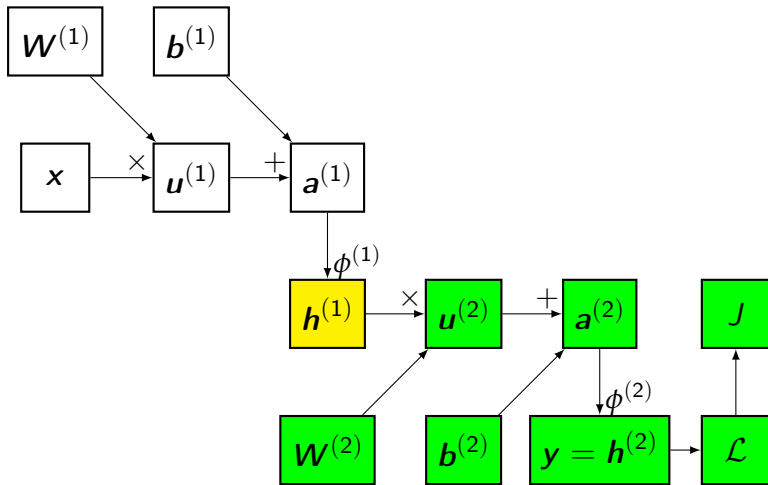 W^(1) b^(1)
x × u^(1) + a^(1)
ϕ^(1)
h^(1) × u^(2) + a^(2) J
ϕ^(2)
W^(2) b^(2) y = h^(2) ℒ